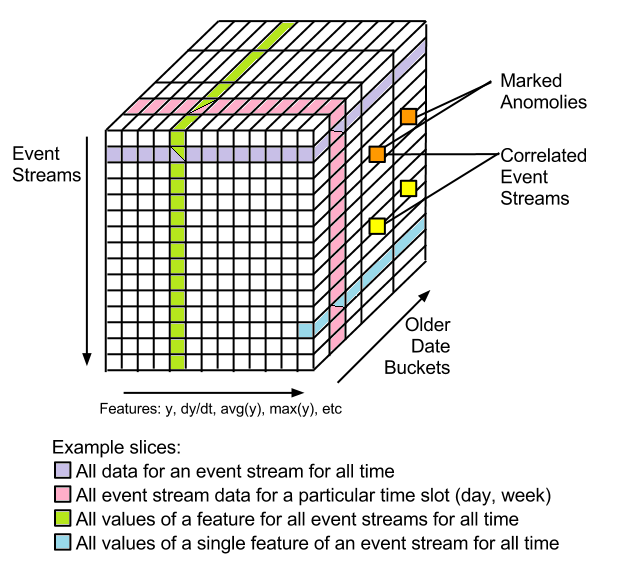 Marked
Anomolies
Event
Streams
Correlated
Event
Streams
Older
Date
Buckets
Features: y, dy/dt, avg(y), max(y), etc
Example slices:
All data for an event stream for all time
All event stream data for a particular time slot (day, week)
All values of a feature for all event streams for all time
All values of a single feature of an event stream for all time